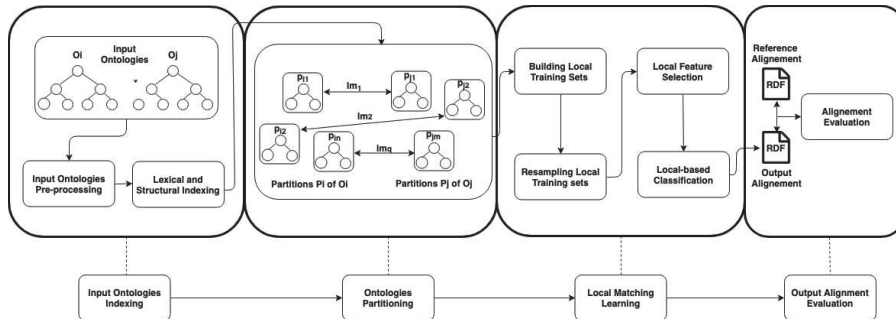 Input
Ontologies
Oi
Oj
Input Ontologies
Pre-processing
Lexical and
Structural Indexing
Pi1
lm1
Pj1
Pj2
lm2
Pi2
Pin
lmq
Pjm
Partitions Pi of Oi
Partitions Pj of Oj
Building Local
Training Sets
Resampling Local
Training sets
Local Feature
Selection
Local-based
Classification
Reference
Alignement
RDF
RDF
Output
Alignement
Alignement
Evaluation
Input Ontologies
Indexing
Ontologies
Partitioning
Local Matching
Learning
Output Alignment
Evaluation